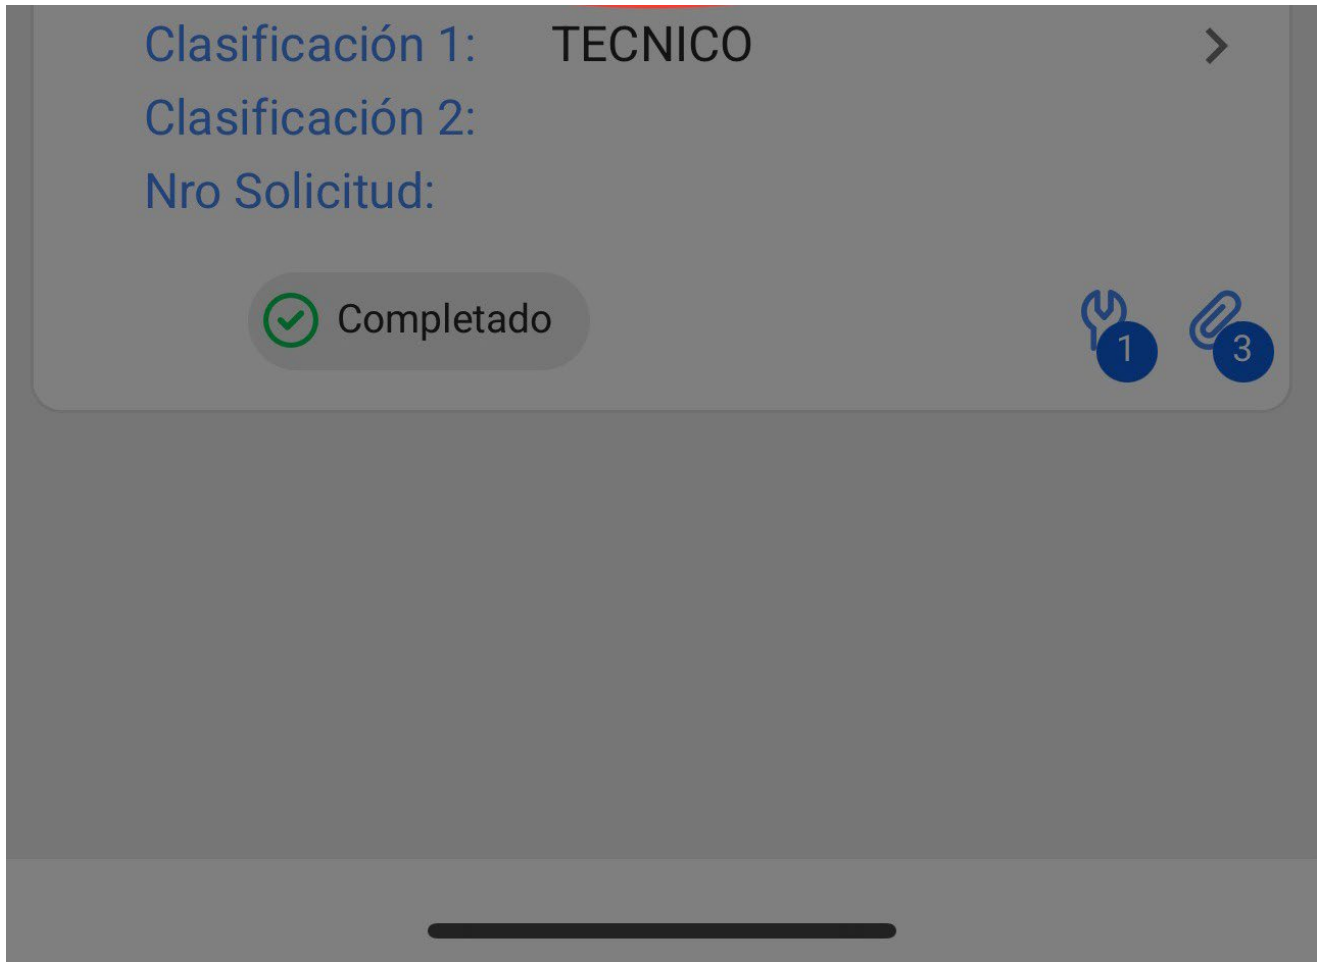 Clasificación 1: TECNICO
Clasificación 2:
Nro Solicitud:
Completado
1 3